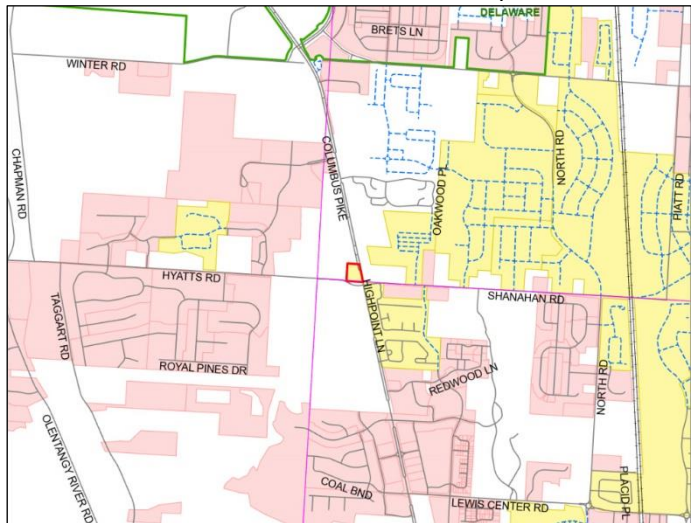 DELAWARE
BRETS LN
WINTER RD
COLUMBUS PIKE
CHAPMAN RD
OAKWOOD PL
NORTH RD
PIATT RD
HYATTS RD
HIGHPOINT LN
SHANAHAN RD
TAGGART RD
ROYAL PINES DR
REDWOOD LN
NORTH RD
OLENTANGY RIVER RD
COAL BND
LEWIS CENTER RD
PLACID PL